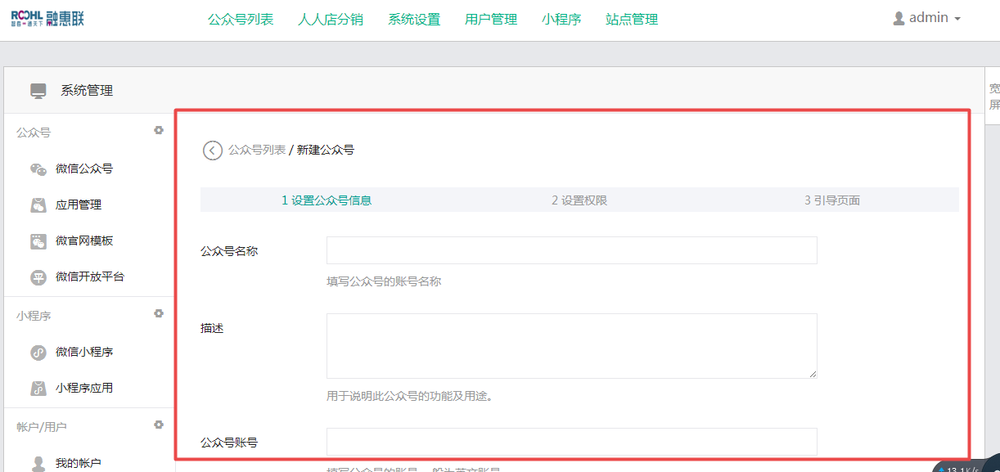 ROOHL 融惠联
公众号列表 人人店分销 系统设置 用户管理 小程序 站点管理 admin
系统管理
宽屏
公众号
公众号列表 / 新建公众号
微信公众号
1 设置公众号信息 2 设置权限 3 引导页面
应用管理
微官网模板
公众号名称
微信开放平台
填写公众号的账号名称
小程序
描述
微信小程序
小程序应用
用于说明此公众号的功能及用途。
帐户/用户
公众号账号
我的帐户
13.1K/s